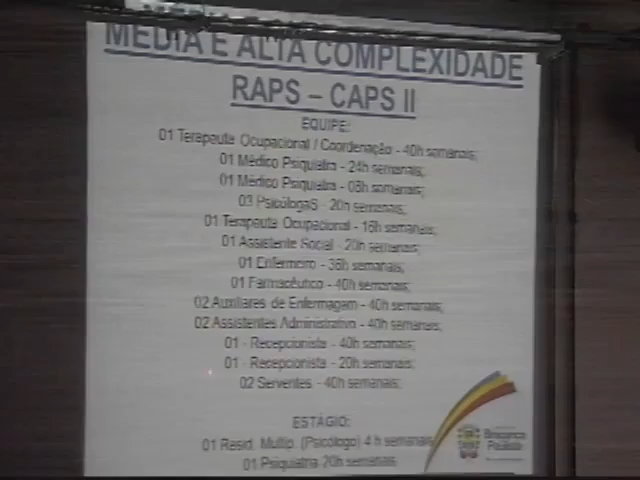 MÉDIA E ALTA COMPLEXIDADE
RAPS – CAPS II
EQUIPE:
01 Terapeuta Ocupacional / Coordenação - 40h semanais;
01 Médico Psiquiatra - 24h semanais;
01 Médico Psiquiatra - 08h semanais;
03 PsicólogaS - 20h semanais;
01 Terapeuta Ocupacional - 16h semanais;
01 Assistente Social - 20h semanais;
01 Enfermeiro - 36h semanais;
01 Farmacêutico - 40h semanais;
02 Auxiliares de Enfermagem - 40h semanais;
02 Assistentes Administrativo - 40h semanais;
01 - Recepcionista - 40h semanais;
01 - Recepcionista - 20h semanais;
02 Serventes - 40h semanais;
ESTÁGIO:
01 Resid. Multip. (Psicólogo) 4 h semanais
01 Psiquiatria 20h semanais
Bragança
Paulista